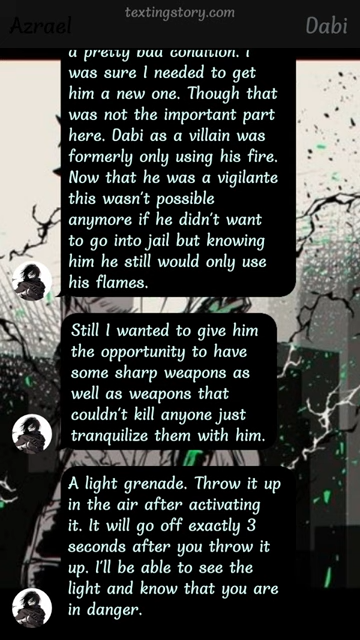 textingstory.com
Azrael
Dabi
a pretty bad condition. I
was sure I needed to get
him a new one. Though that
was not the important part
here. Dabi as a villain was
formerly only using his fire.
Now that he was a vigilante
this wasn't possible
anymore if he didn't want
to go into jail but knowing
him he still would only use
his flames.
Still I wanted to give him
the opportunity to have
some sharp weapons as
well as weapons that
couldn't kill anyone just
tranquilize them with him.
A light grenade. Throw it up
in the air after activating
it. It will go off exactly 3
seconds after you throw it
up. I'll be able to see the
light and know that you are
in danger.